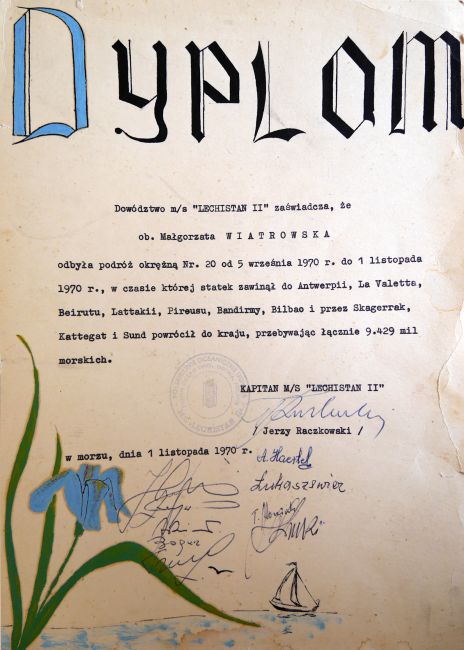 DYPLOM
Dowództwo m/s "LECHISTAN II" zaświadcza, że
ob. Małgorzata W I A T R O W S K A
odbyła podróż okrężną Nr. 20 od 5 września 1970 r. do 1 listopada
1970 r., w czasie której statek zawinął do Antwerpii, La Valetta,
Beirutu, Lattakii, Pireusu, Bandirmy, Bilbao i przez Skagerrak,
Kattegat i Sund powrócił do kraju, przebywając łącznie 9.429 mil
morskich.
KAPITAN M/S "LECHISTAN II"
/ Jerzy Raczkowski /
w morzu, dnia 1 listopada 1970 r.
Łukaszewicz